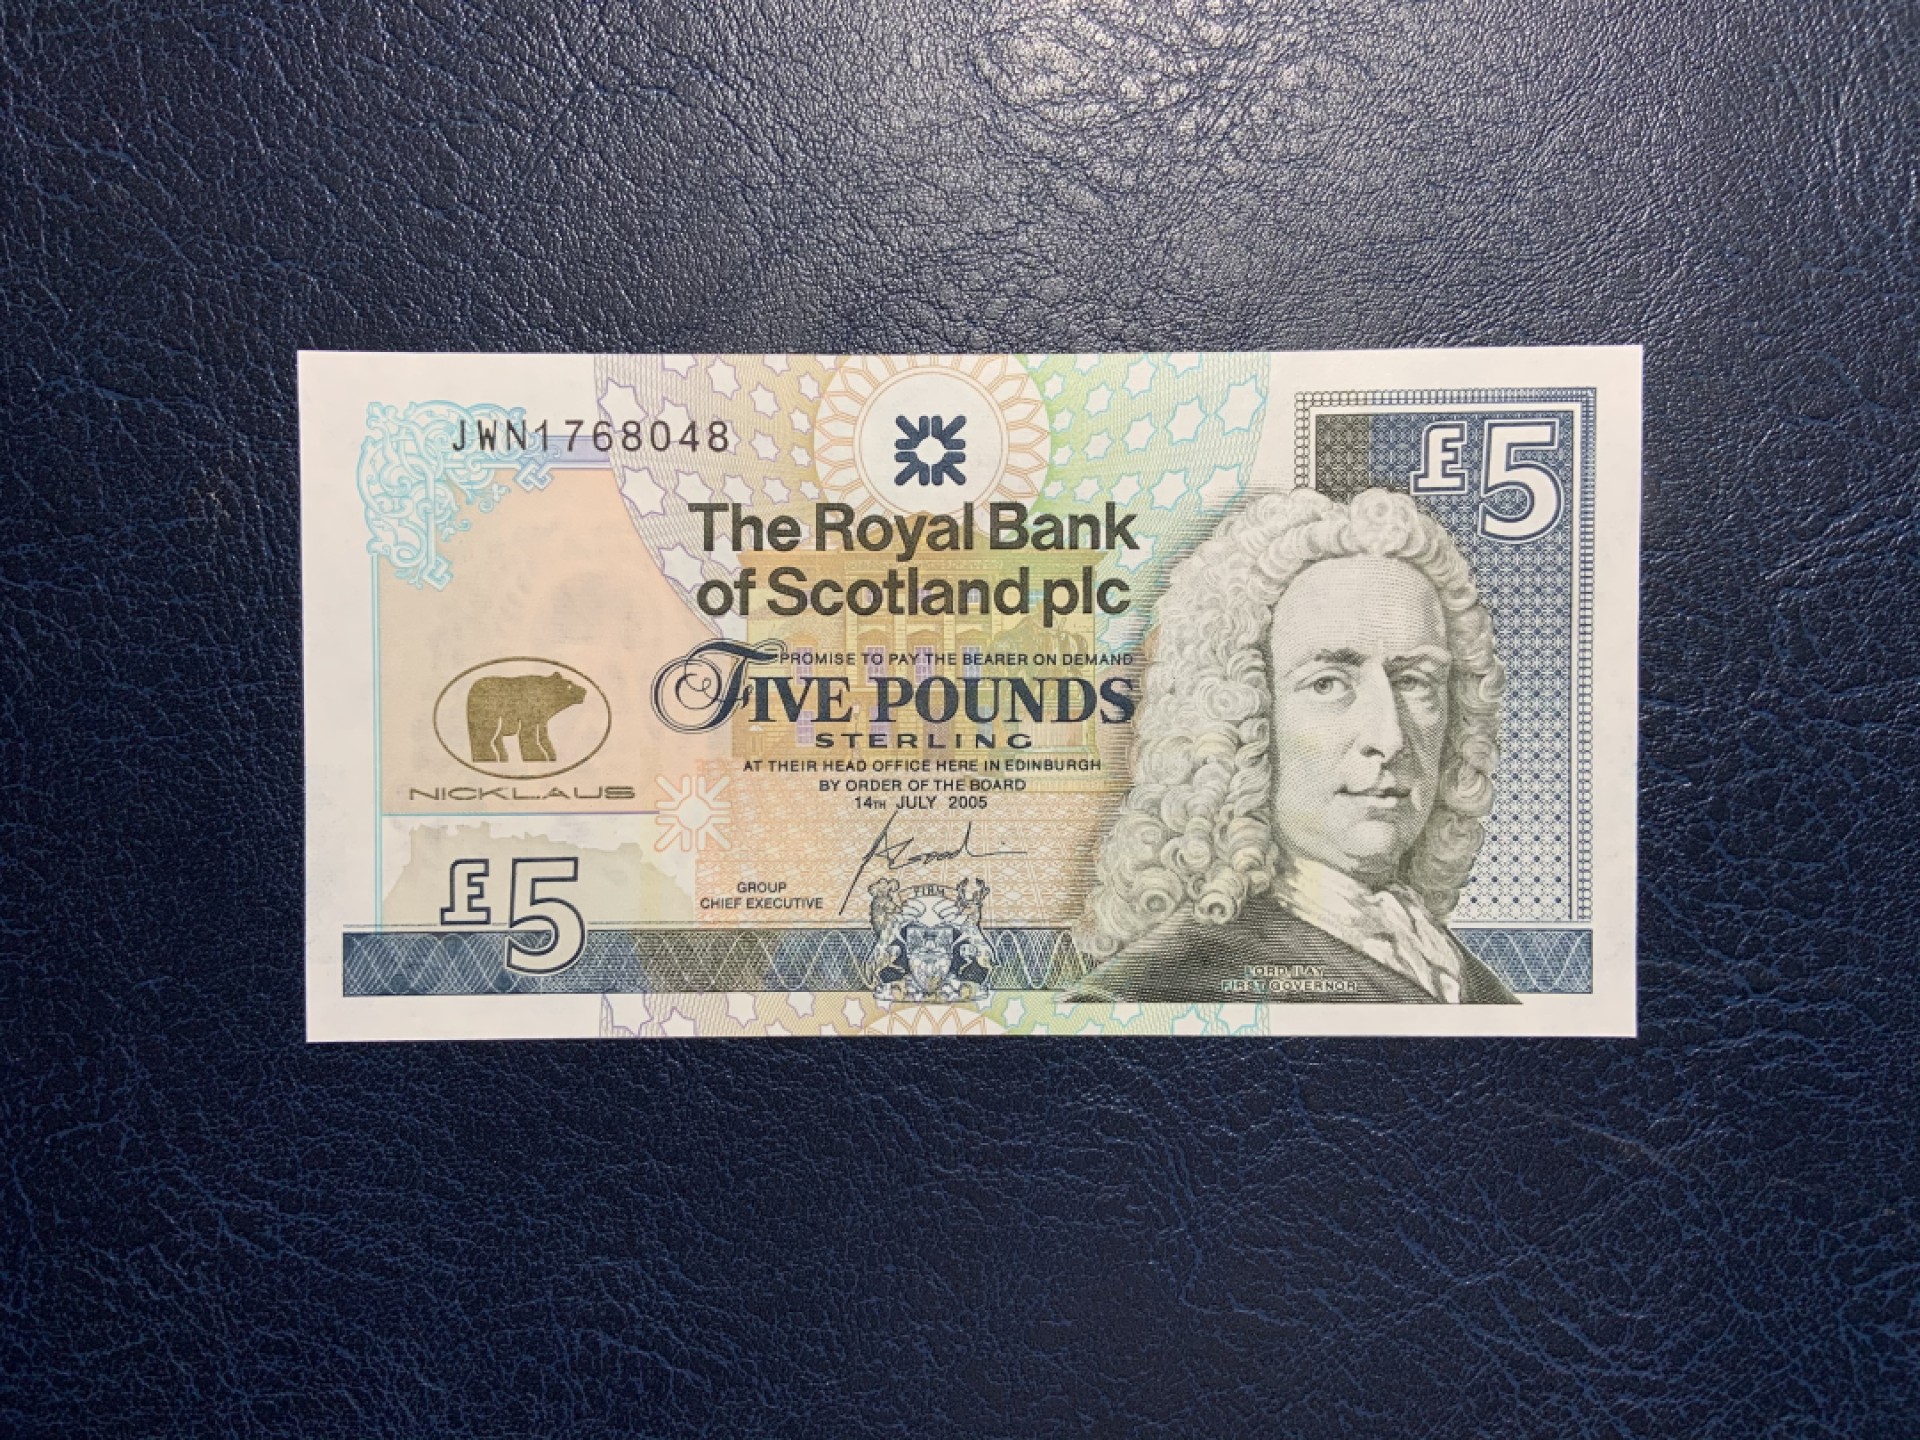 JWN1768048
£5
The Royal Bank
of Scotland plc
PROMISE TO PAY THE BEARER ON DEMAND
FIVE POUNDS
STERLING
AT THEIR HEAD OFFICE HERE IN EDINBURGH
BY ORDER OF THE BOARD
14TH JULY 2005
NICKLAUS
£5
GROUP
CHIEF EXECUTIVE
FIRM
LORD ILAY
FIRST GOVERNOR